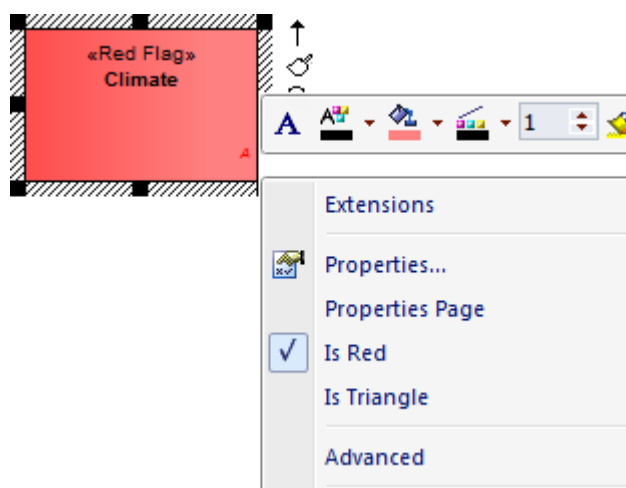 «Red Flag»
Climate
A
A A 1
Extensions
Properties...
Properties Page
Is Red
Is Triangle
Advanced